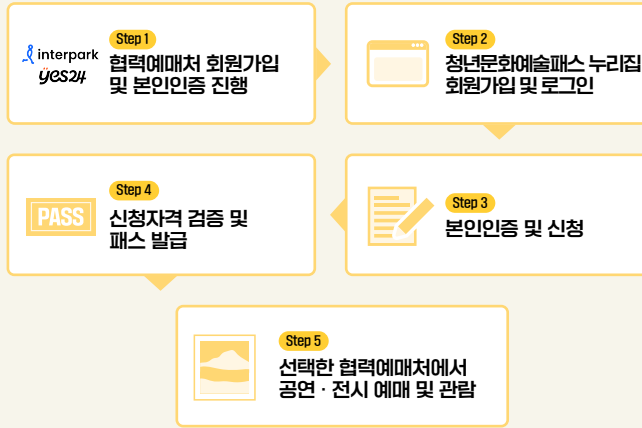 Step 1
interpark
yes24
협력예매처 회원가입
및 본인인증 진행
Step 2
청년문화예술패스 누리집
회원가입 및 로그인
Step 3
본인인증 및 신청
Step 4
PASS
신청자격 검증 및
패스 발급
Step 5
선택한 협력예매처에서
공연 · 전시 예매 및 관람